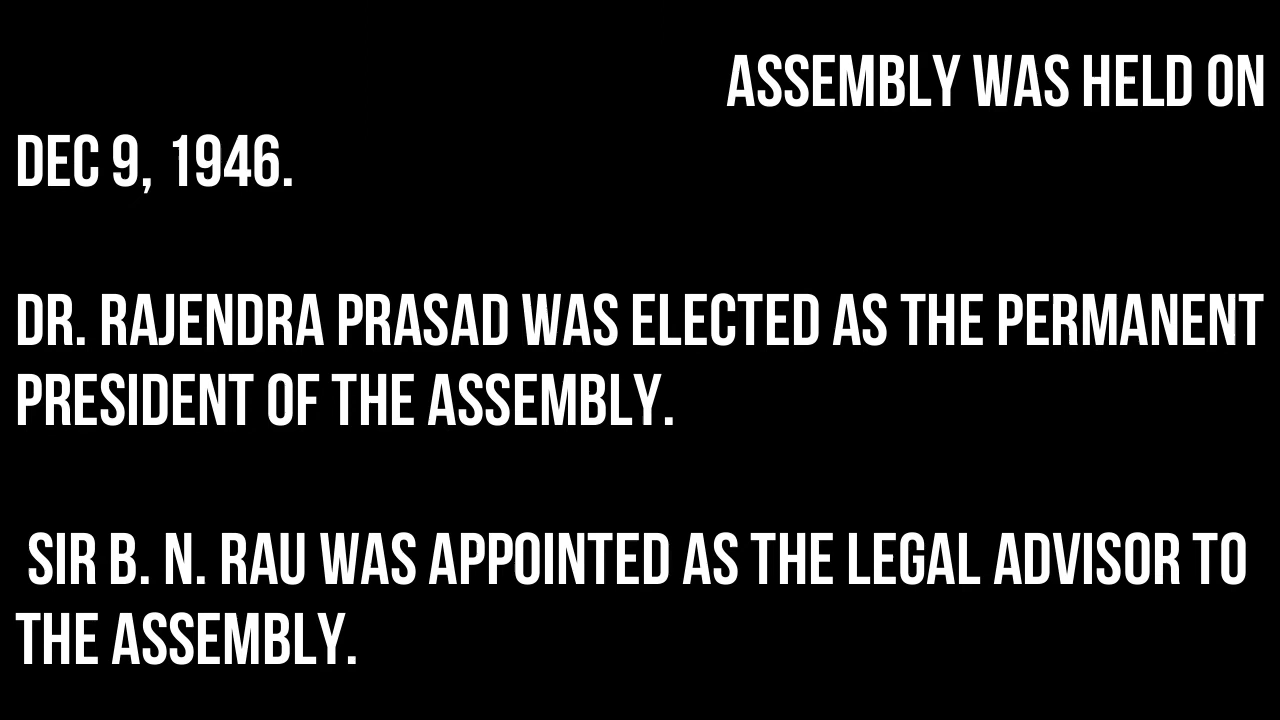 ASSEMBLY WAS HELD ON
DEC 9, 1946.
DR. RAJENDRA PRASAD WAS ELECTED AS THE PERMANENT
PRESIDENT OF THE ASSEMBLY.
SIR B. N. RAU WAS APPOINTED AS THE LEGAL ADVISOR TO
THE ASSEMBLY.